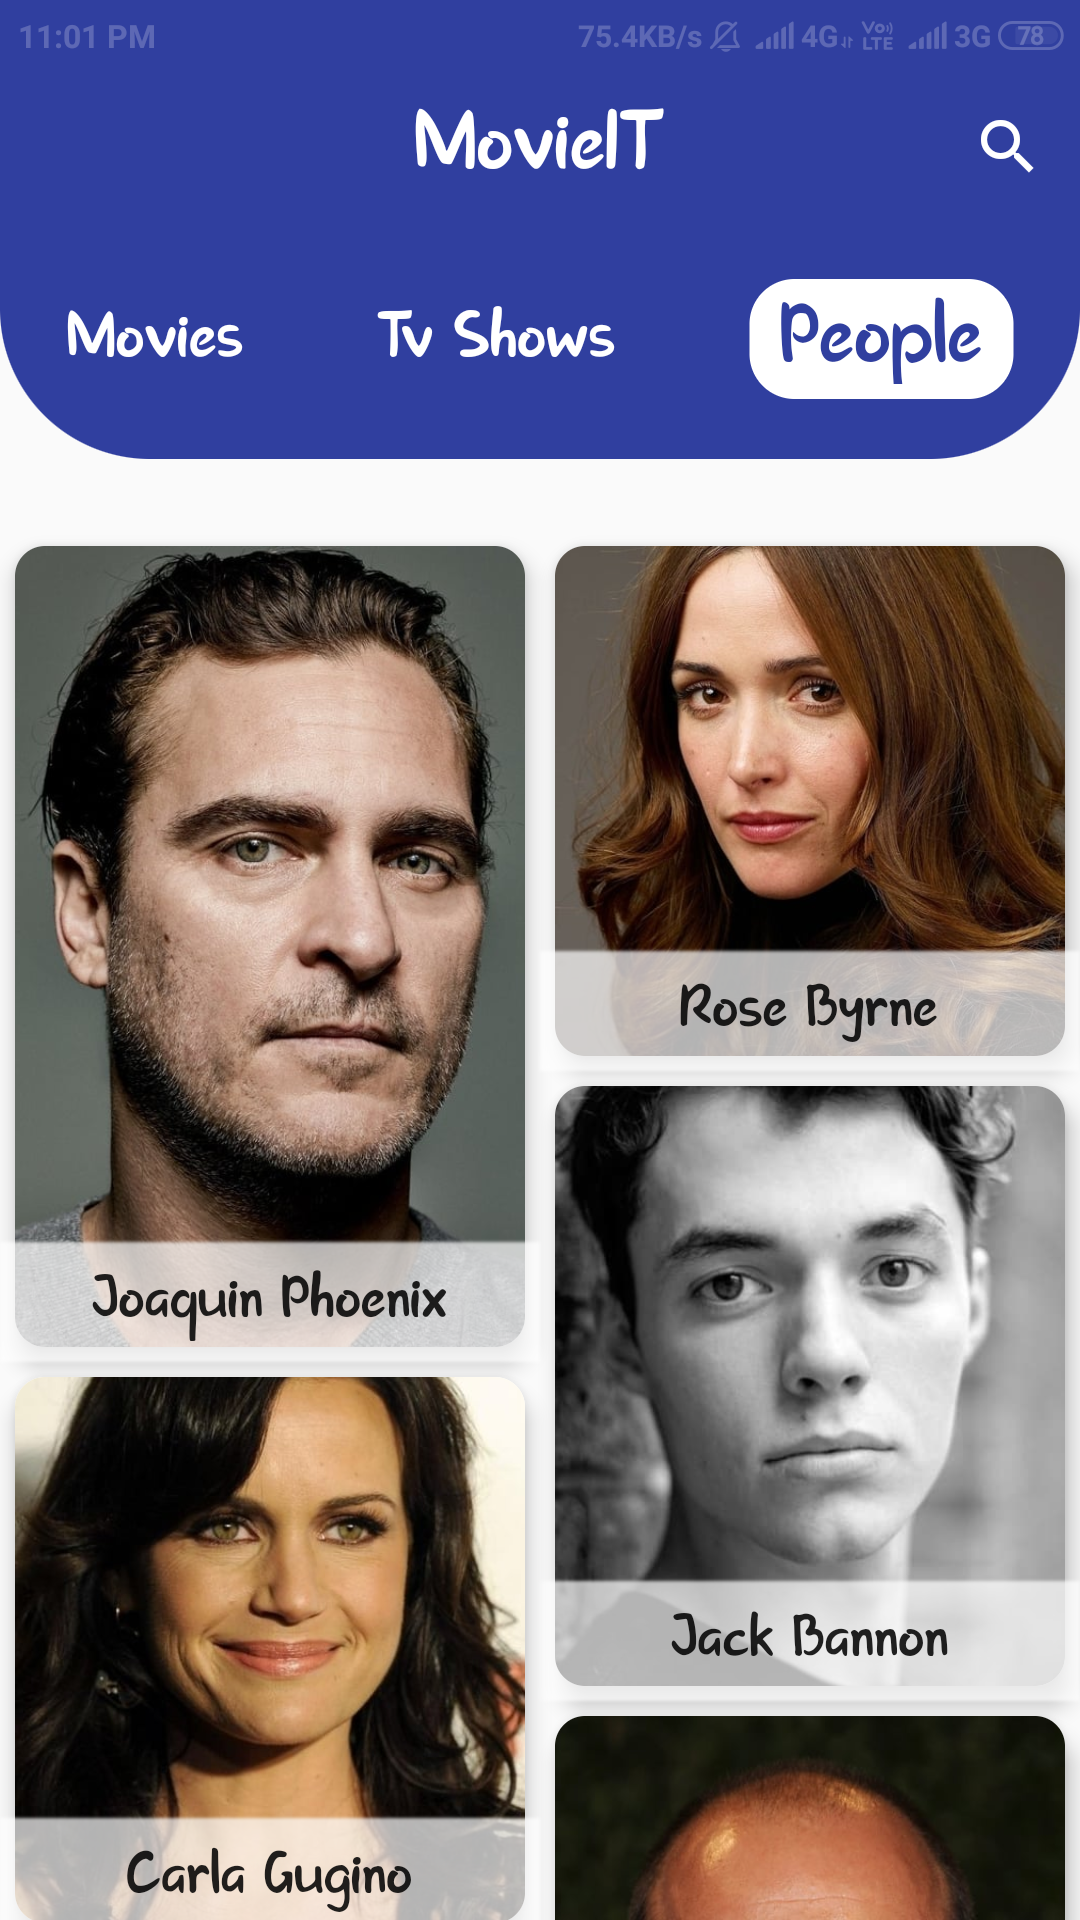 11:01 PM 75.4KB/s 4G Vo LTE 3G 78
MovieIT
Movies Tv Shows People
Rose Byrne
Joaquin Phoenix
Jack Bannon
Carla Gugino